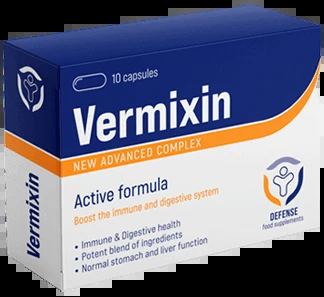 10 capsules
Vermixin
NEW ADVANCED COMPLEX
Active formula
Boost the immune and digestive system
• Immune & Digestive health
• Potent blend of ingredients
• Normal stomach and liver function
DEFENSE
food supplements
Vermixin